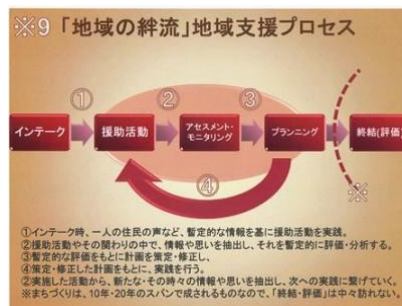 ※9 「地域の絆流」地域支援プロセス
① ② ③
インテーク 援助活動 アセスメント・モニタリング プランニング 終結(評価)
④
※
①インテーク時、一人の住民の声など、暫定的な情報を基に援助活動を実践。
②援助活動やその関わりの中で、情報や思いを抽出し、それを暫定的に評価・分析する。
③暫定的な評価をもとに計画を策定・修正し、
④策定・修正した計画をもとに、実践を行う。
②実施した活動から、新たな、その時々の情報や思いを抽出し、次への実践に繋げていく。
※まちづくりは、10年・20年のスパンで成されるものなので、「終結・評価」は中々訪れない。